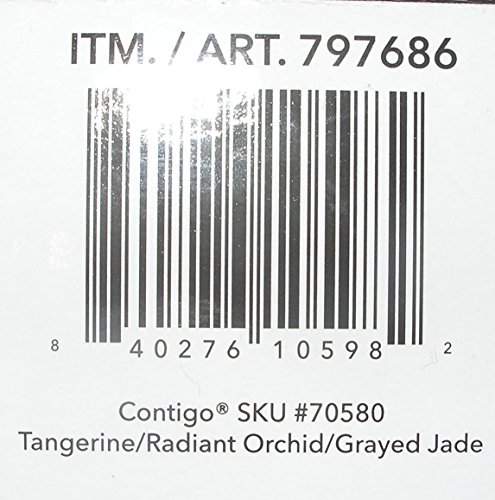 ITM. / ART. 797686
8 40276 10598 2
Contigo® SKU #70580
Tangerine/Radiant Orchid/Grayed Jade